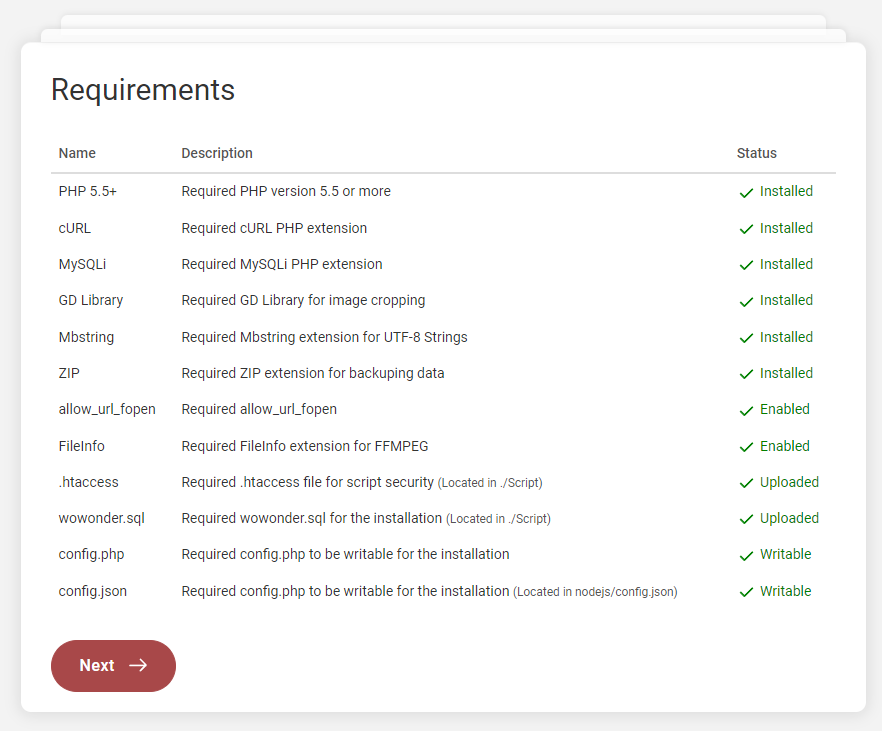 Requirements
Name Description Status
PHP 5.5+ Required PHP version 5.5 or more Installed
cURL Required cURL PHP extension Installed
MySQLi Required MySQLi PHP extension Installed
GD Library Required GD Library for image cropping Installed
Mbstring Required Mbstring extension for UTF-8 Strings Installed
ZIP Required ZIP extension for backuping data Installed
allow_url_fopen Required allow_url_fopen Enabled
FileInfo Required FileInfo extension for FFMPEG Enabled
.htaccess Required .htaccess file for script security (Located in ./Script) Uploaded
wowonder.sql Required wowonder.sql for the installation (Located in ./Script) Uploaded
config.php Required config.php to be writable for the installation Writable
config.json Required config.php to be writable for the installation (Located in nodejs/config.json) Writable
Next